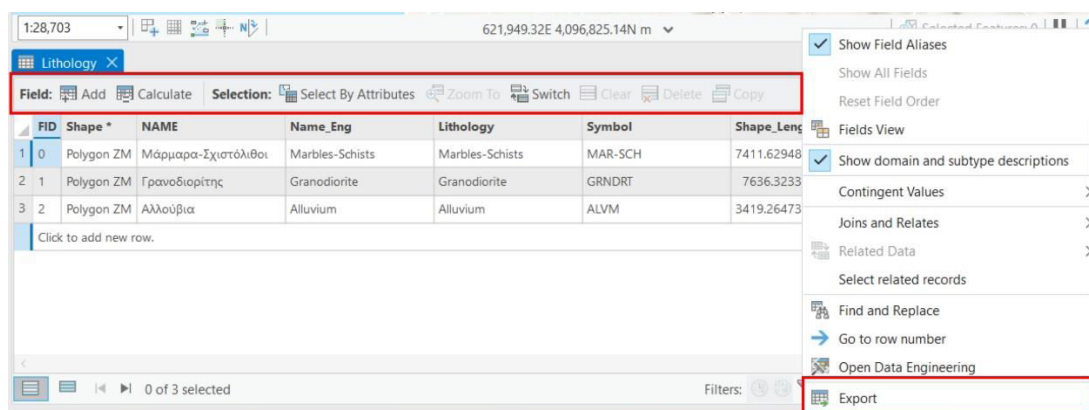 1:28,703 621,949.32E 4,096,825.14N m Selected Features: 0
Lithology
Field: Add Calculate Selection: Select By Attributes Zoom To Switch Clear Delete Copy
FID Shape * NAME Name_Eng Lithology Symbol Shape_Leng
1 0 Polygon ZM Μάρμαρα-Σχιστόλιθοι Marbles-Schists Marbles-Schists MAR-SCH 7411.62948
2 1 Polygon ZM Γρανοδιορίτης Granodiorite Granodiorite GRNDRT 7636.3233
3 2 Polygon ZM Αλλούβια Alluvium Alluvium ALVM 3419.26473
Click to add new row.
0 of 3 selected Filters:
Show Field Aliases
Show All Fields
Reset Field Order
Fields View
Show domain and subtype descriptions
Contingent Values
Joins and Relates
Related Data
Select related records
Find and Replace
Go to row number
Open Data Engineering
Export